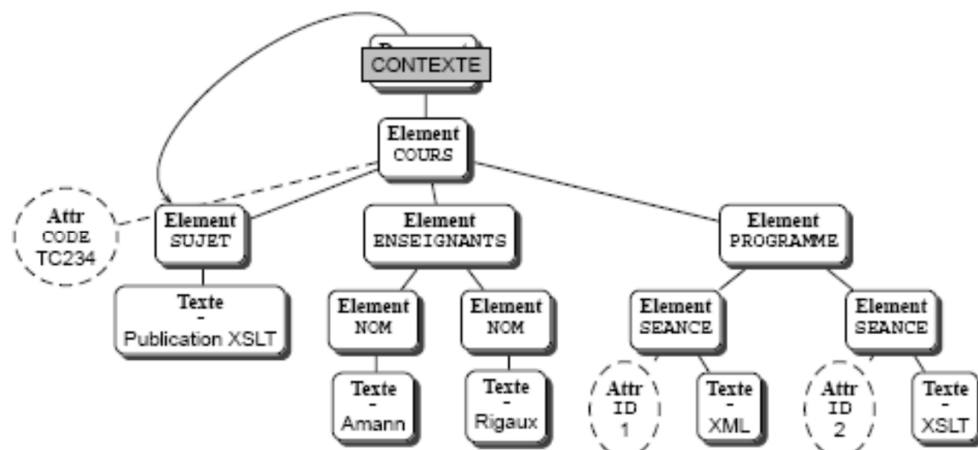 CONTEXTE
Element
COURS
Attr
CODE
TC234
Element
SUJET
Element
ENSEIGNANTS
Element
PROGRAMME
Texte
-
Publication XSLT
Element
NOM
Element
NOM
Element
SEANCE
Element
SEANCE
Texte
-
Amann
Texte
-
Rigaux
Attr
ID
1
Texte
-
XML
Attr
ID
2
Texte
-
XSLT